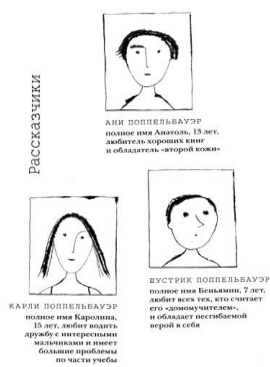 Рассказчики
АНИ ПОППЕЛЬБАУЭР
полное имя Анатоль, 13 лет,
любитель хороших книг
и обладатель «второй кожи»
КАРЛИ ПОППЕЛЬБАУЭР
полное имя Каролина,
15 лет, любит водить
дружбу с интересными
мальчиками и имеет
большие проблемы
по части учебы
ШУСТРИК ПОППЕЛЬБАУЭР
полное имя Беньямин, 7 лет,
любит всех тех, кто считает
его «домомучителем»,
и обладает несгибаемой
верой в себя